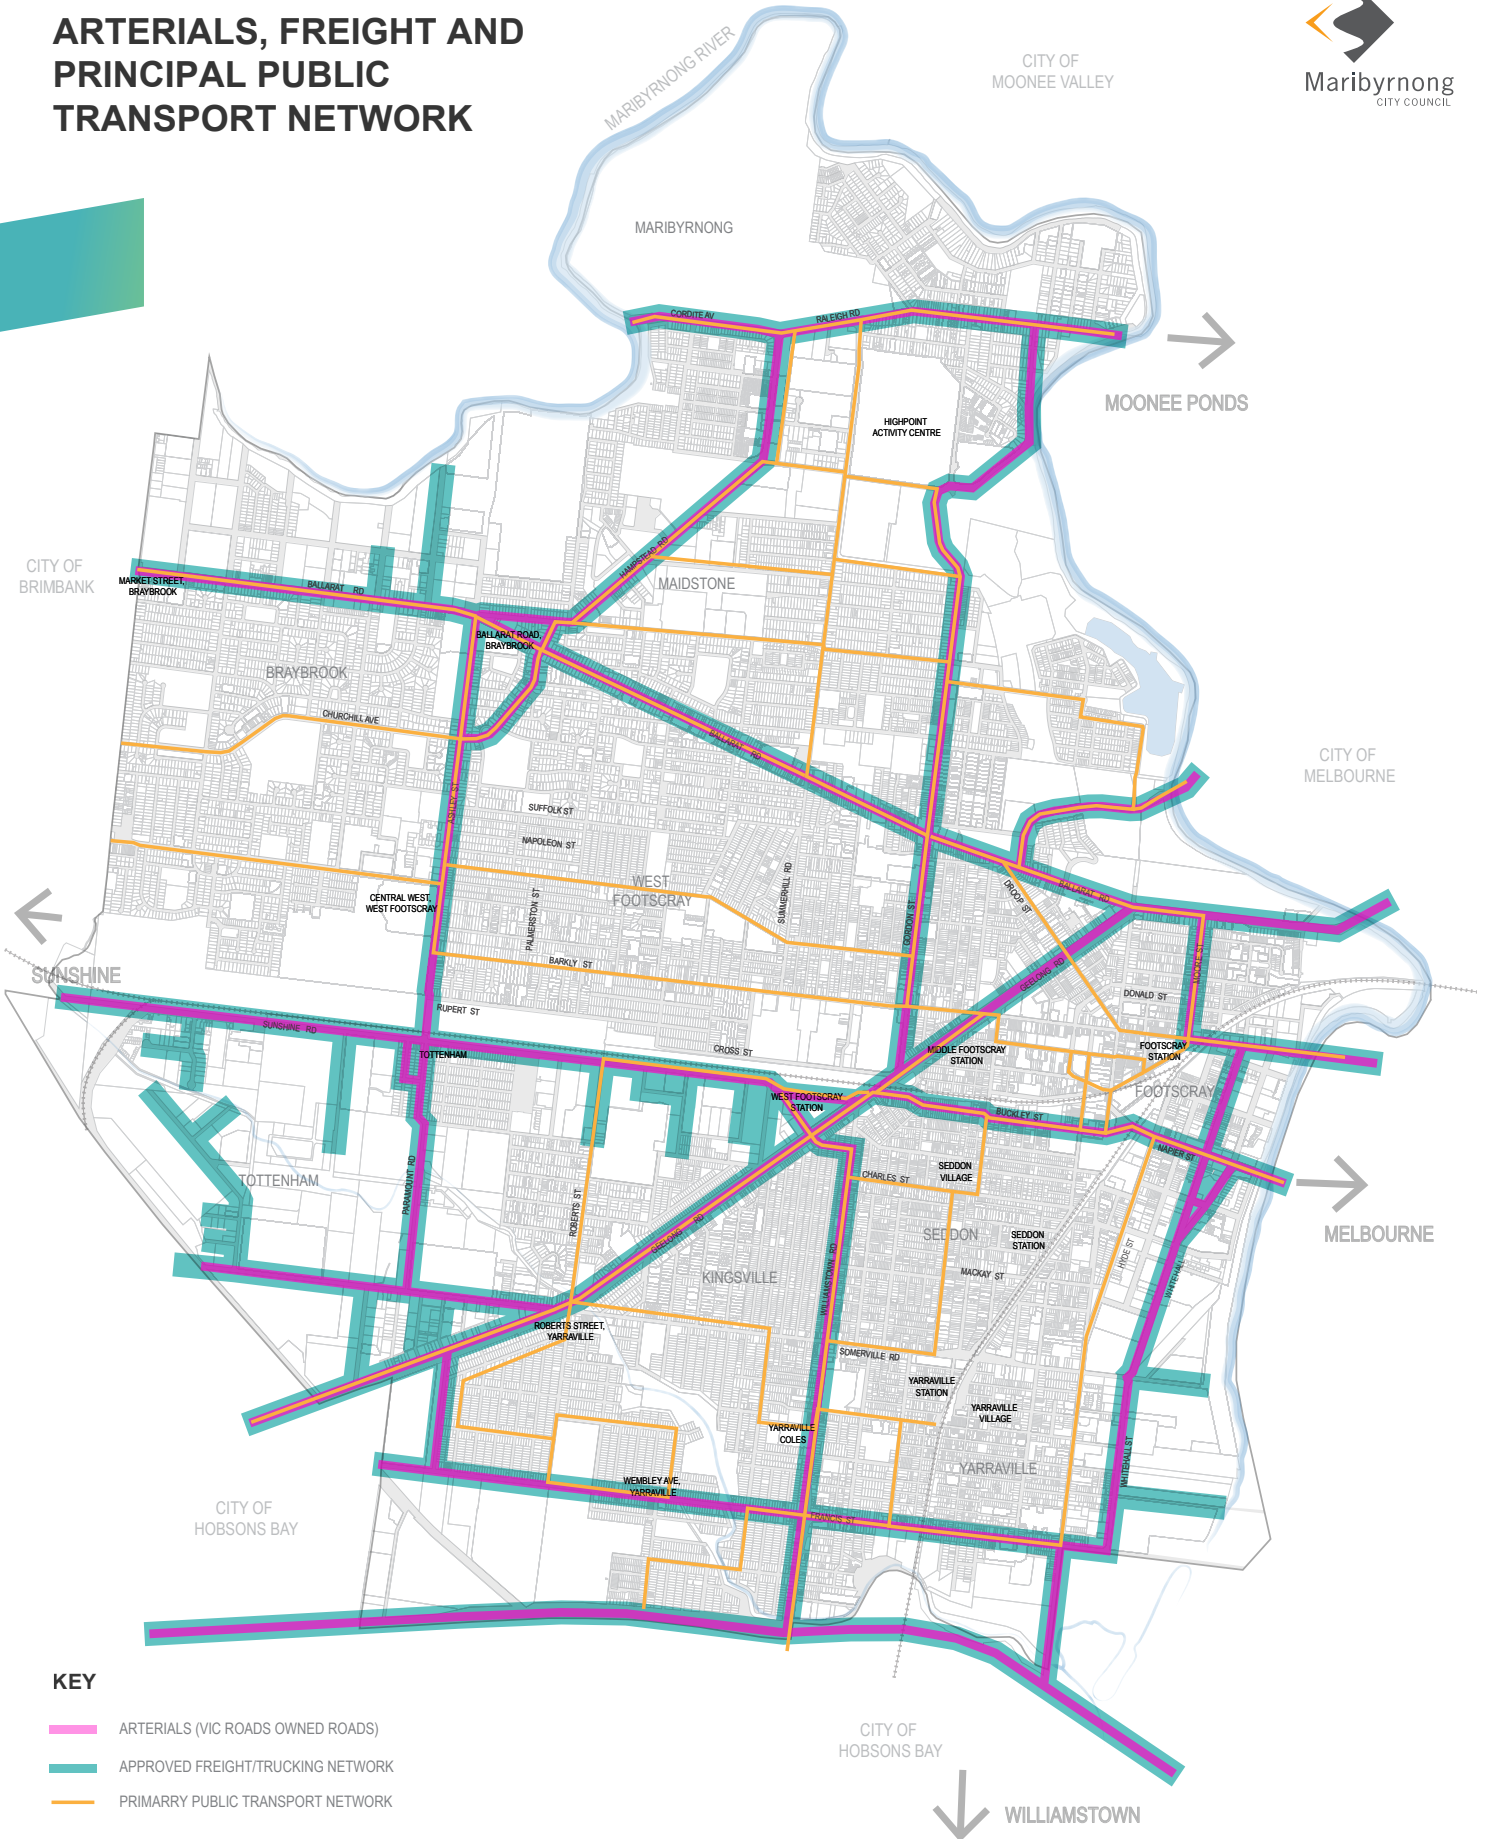 ARTERIALS, FREIGHT AND
PRINCIPAL PUBLIC
TRANSPORT NETWORK
Maribyrnong
CITY COUNCIL
MARIBYRNONG RIVER
CITY OF
MOONEE VALLEY
MARIBYRNONG
CORDITE AV
RALEIGH RD
MOONEE PONDS
HIGHPOINT
ACTIVITY CENTRE
CITY OF
BRIMBANK
MARKET STREET,
BRAYBROOK
BALLARAT RD
HAMPSTEAD RD
MAIDSTONE
BALLARAT ROAD,
BRAYBROOK
BRAYBROOK
CHURCHILL AVE
BALLARAT RD
CITY OF
MELBOURNE
ASHLEY ST
SUFFOLK ST
NAPOLEON ST
WEST
FOOTSCRAY
SUMMERHILL RD
DROOP ST
BALLARAT RD
CENTRAL WEST,
WEST FOOTSCRAY
PALMERSTON ST
GORDON ST
BARKLY ST
GEELONG RD
MOORE ST
SUNSHINE
DONALD ST
RUPERT ST
SUNSHINE RD
CROSS ST
TOTTENHAM
MIDDLE FOOTSCRAY
STATION
FOOTSCRAY
STATION
FOOTSCRAY
WEST FOOTSCRAY
STATION
BUCKLEY ST
NAPIER ST
TOTTENHAM
PARAMOUNT RD
ROBERTS ST
CHARLES ST
SEDDON
VILLAGE
MELBOURNE
GEELONG RD
SEDDON
SEDDON
STATION
HYDE ST
WHITEHALL
KINGSVILLE
WILLIAMSTOWN RD
MACKAY ST
ROBERTS STREET,
YARRAVILLE
SOMERVILLE RD
YARRAVILLE
STATION
YARRAVILLE
VILLAGE
YARRAVILLE
COLES
YARRAVILLE
WHITEHALL ST
WEMBLEY AVE,
YARRAVILLE
CITY OF
HOBSONS BAY
FRANCIS ST
KEY
ARTERIALS (VIC ROADS OWNED ROADS)
APPROVED FREIGHT/TRUCKING NETWORK
PRIMARRY PUBLIC TRANSPORT NETWORK
CITY OF
HOBSONS BAY
WILLIAMSTOWN